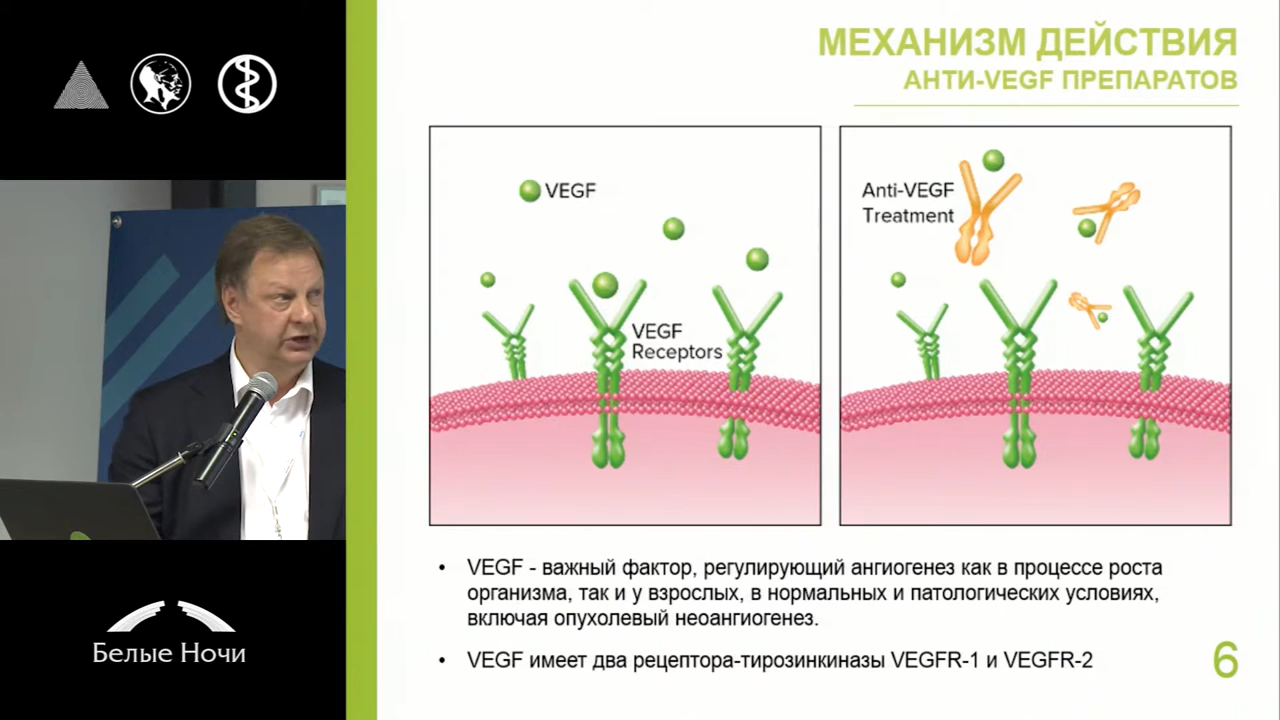 МЕХАНИЗМ ДЕЙСТВИЯ
АНТИ-VEGF ПРЕПАРАТОВ
VEGF
VEGF
Receptors
Anti-VEGF
Treatment
• VEGF - важный фактор, регулирующий ангиогенез как в процессе роста
организма, так и у взрослых, в нормальных и патологических условиях,
включая опухолевый неоангиогенез.
• VEGF имеет два рецептора-тирозинкиназы VEGFR-1 и VEGFR-2
6
Белые Ночи